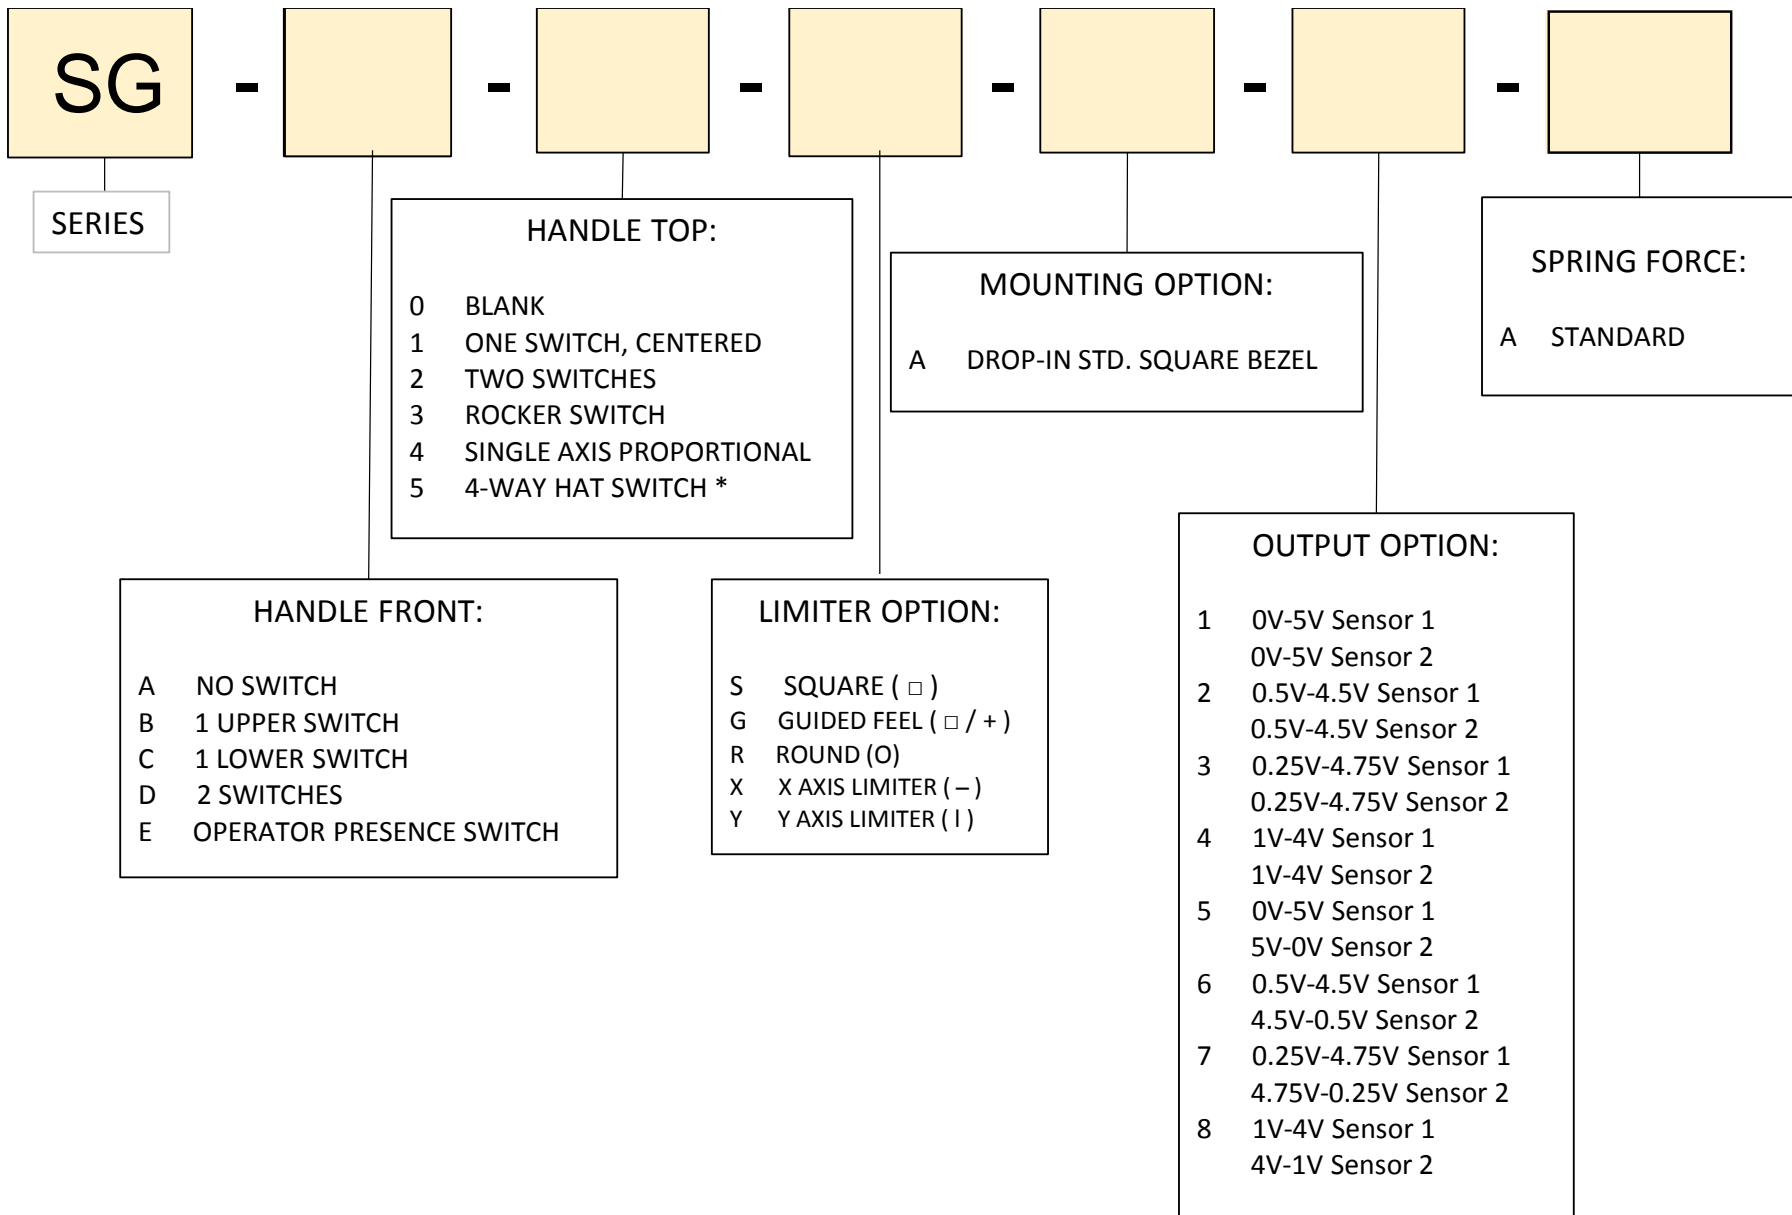 SG - - - - - -
SERIES
HANDLE TOP:
0 BLANK
1 ONE SWITCH, CENTERED
2 TWO SWITCHES
3 ROCKER SWITCH
4 SINGLE AXIS PROPORTIONAL
5 4-WAY HAT SWITCH *
MOUNTING OPTION:
A DROP-IN STD. SQUARE BEZEL
SPRING FORCE:
A STANDARD
HANDLE FRONT:
A NO SWITCH
B 1 UPPER SWITCH
C 1 LOWER SWITCH
D 2 SWITCHES
E OPERATOR PRESENCE SWITCH
LIMITER OPTION:
S SQUARE ( □ )
G GUIDED FEEL ( □ / + )
R ROUND (O)
X X AXIS LIMITER ( – )
Y Y AXIS LIMITER ( l )
OUTPUT OPTION:
1 0V-5V Sensor 1
0V-5V Sensor 2
2 0.5V-4.5V Sensor 1
0.5V-4.5V Sensor 2
3 0.25V-4.75V Sensor 1
0.25V-4.75V Sensor 2
4 1V-4V Sensor 1
1V-4V Sensor 2
5 0V-5V Sensor 1
5V-0V Sensor 2
6 0.5V-4.5V Sensor 1
4.5V-0.5V Sensor 2
7 0.25V-4.75V Sensor 1
4.75V-0.25V Sensor 2
8 1V-4V Sensor 1
4V-1V Sensor 2